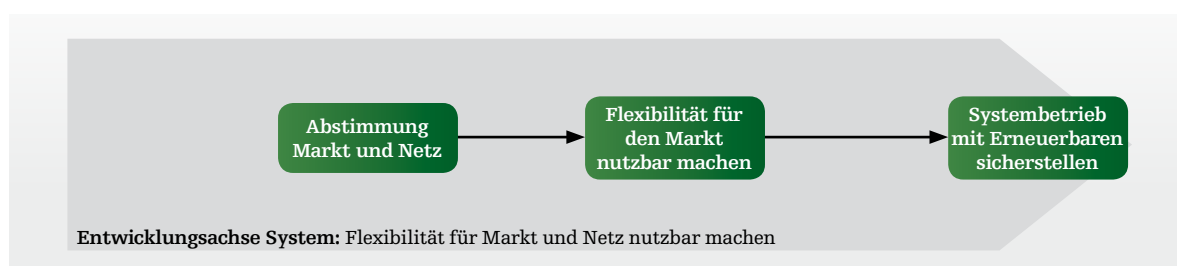 Abstimmung
Markt und Netz
Flexibilität für
den Markt
nutzbar machen
Systembetrieb
mit Erneuerbaren
sicherstellen
Entwicklungsachse System: Flexibilität für Markt und Netz nutzbar machen